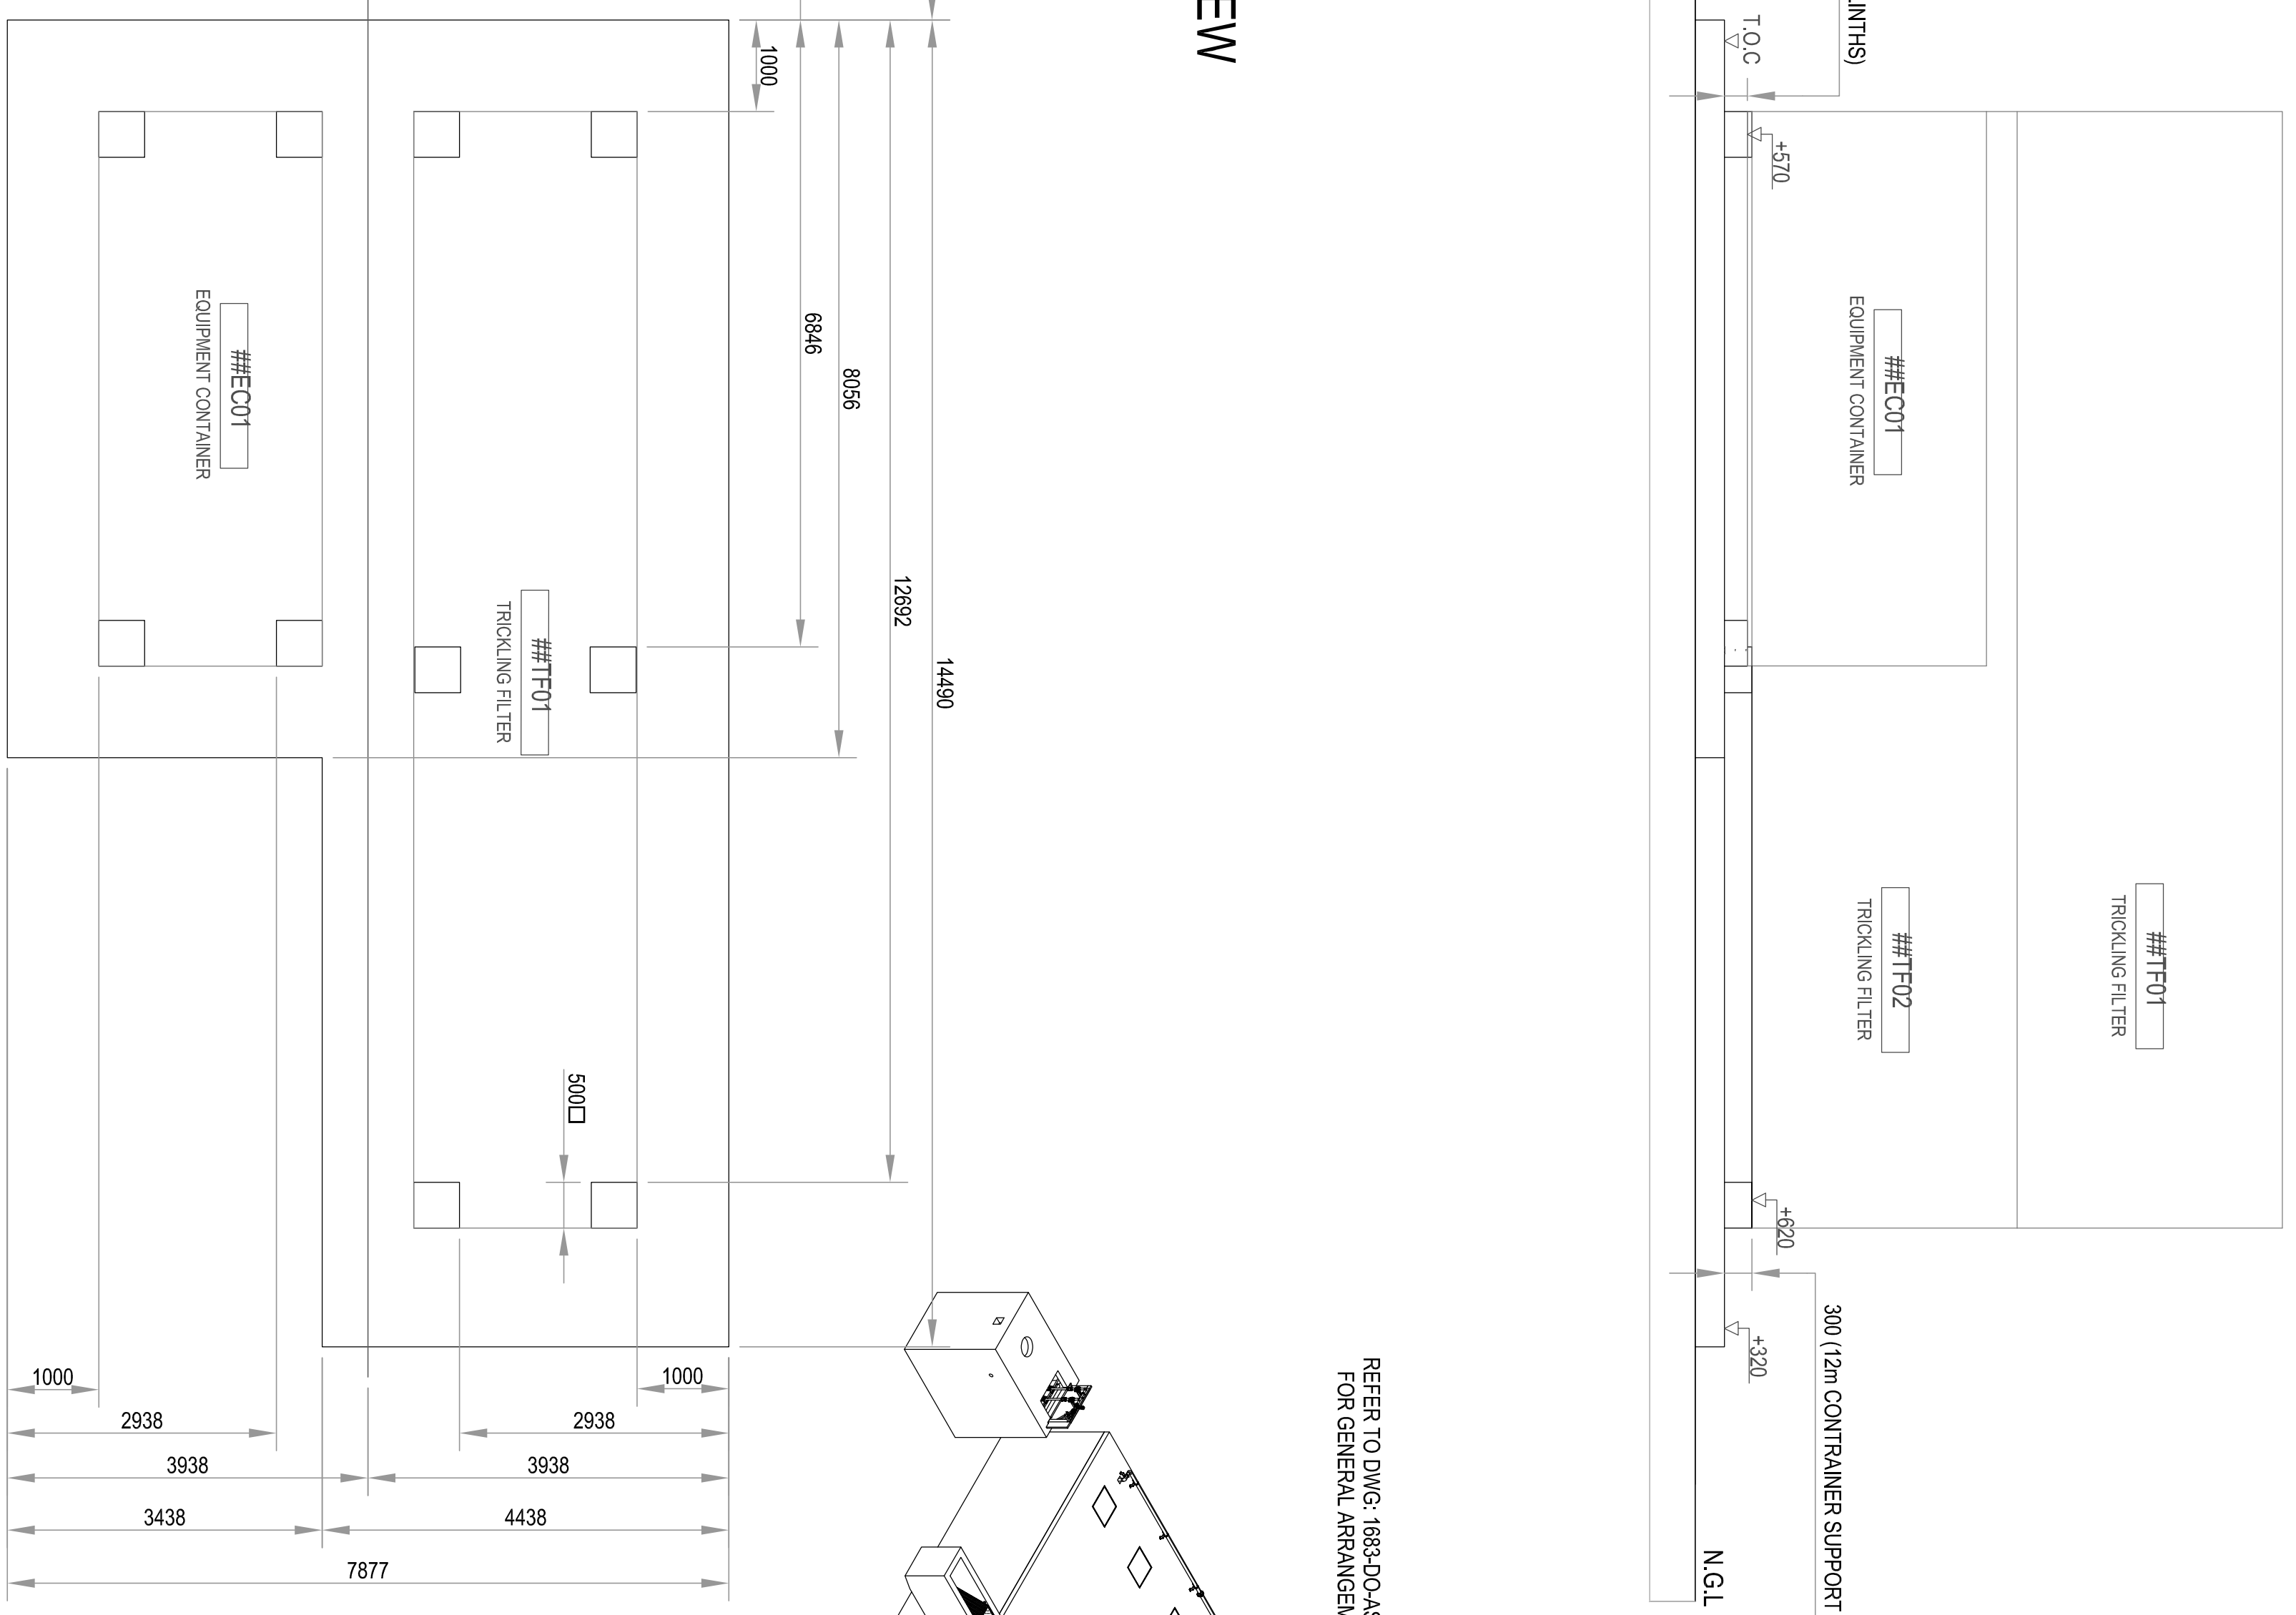 LINTHS)
T.O.C
+570
##EC01
EQUIPMENT CONTAINER
##TF01
TRICKLING FILTER
##TF02
TRICKLING FILTER
+620
+320
300 (12m CONTRAINER SUPPORT
N.G.L
EW
REFER TO DWG: 1683-DO-AS
FOR GENERAL ARRANGEM
14490
12692
8056
6846
1000
##EC01
EQUIPMENT CONTAINER
##TF01
TRICKLING FILTER
500□
1000
1000
2938
2938
3938
3938
3438
4438
7877